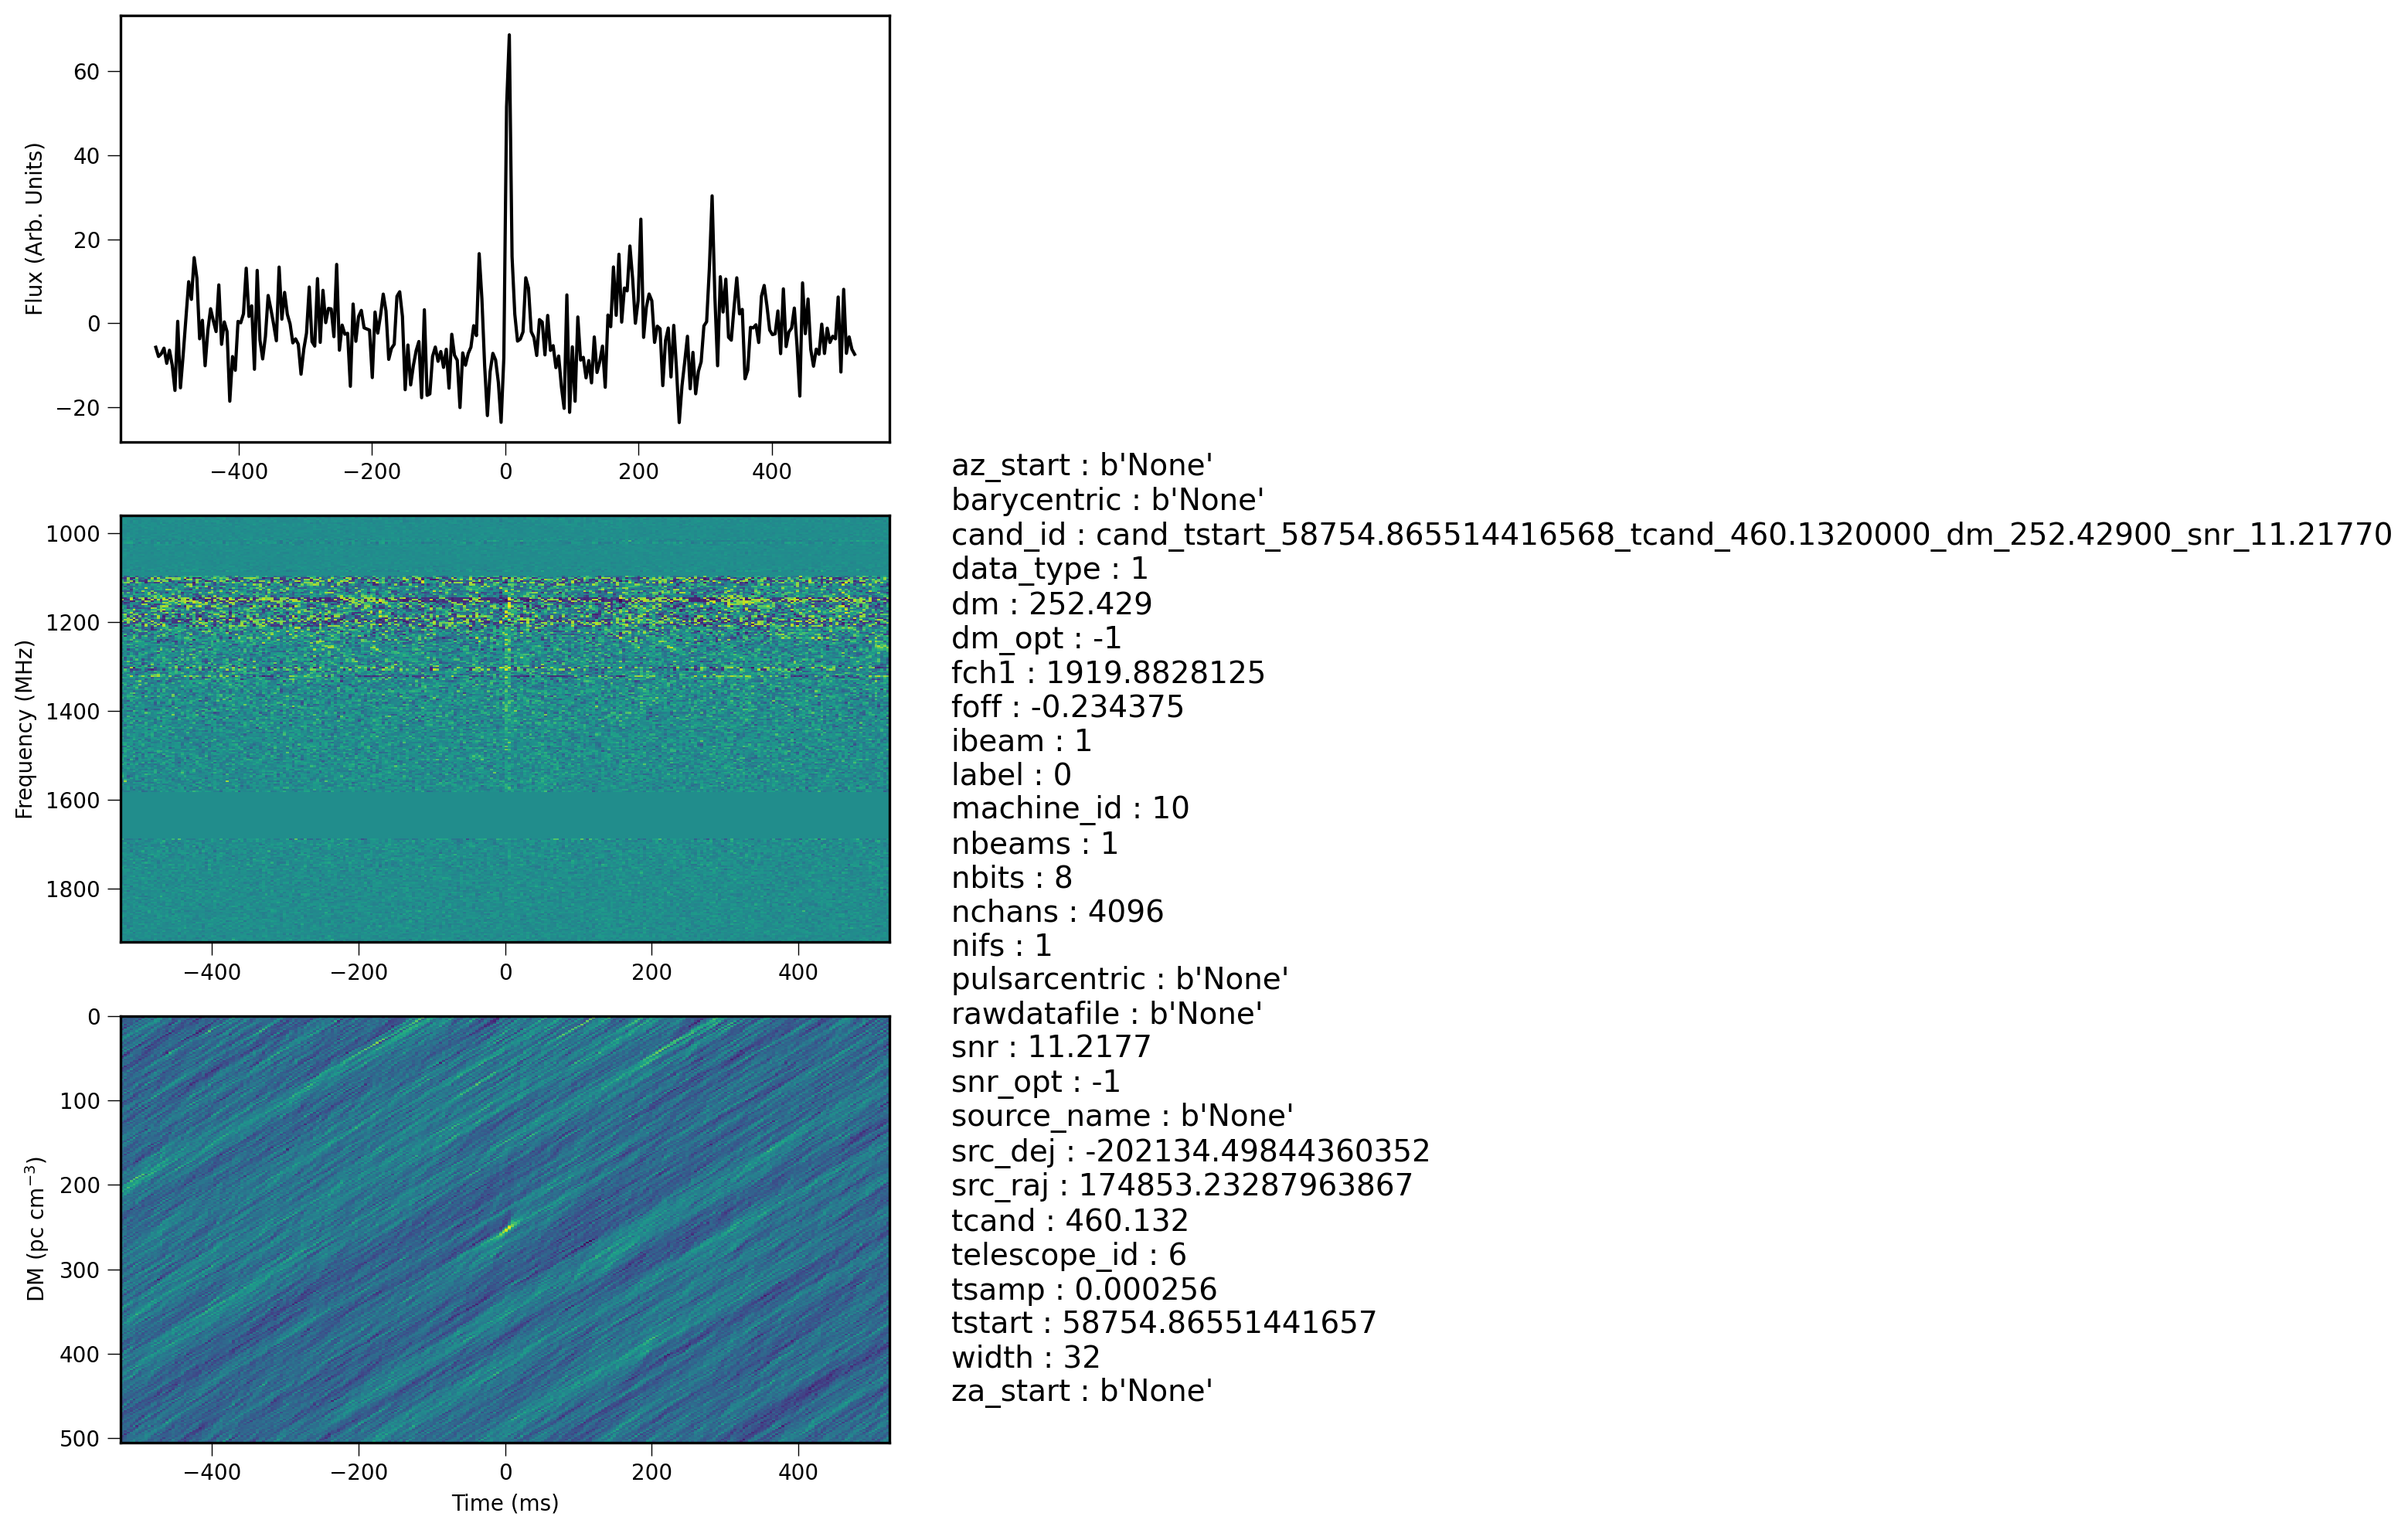 60
40
20
0
−20
Flux (Arb. Units)
−400 −200 0 200 400
1000
1200
1400
1600
1800
Frequency (MHz)
−400 −200 0 200 400
0
100
200
300
400
500
DM (pc cm−3)
−400 −200 0 200 400
Time (ms)
az_start : b'None'
barycentric : b'None'
cand_id : cand_tstart_58754.865514416568_tcand_460.1320000_dm_252.42900_snr_11.21770
data_type : 1
dm : 252.429
dm_opt : -1
fch1 : 1919.8828125
foff : -0.234375
ibeam : 1
label : 0
machine_id : 10
nbeams : 1
nbits : 8
nchans : 4096
nifs : 1
pulsarcentric : b'None'
rawdatafile : b'None'
snr : 11.2177
snr_opt : -1
source_name : b'None'
src_dej : -202134.49844360352
src_raj : 174853.23287963867
tcand : 460.132
telescope_id : 6
tsamp : 0.000256
tstart : 58754.86551441657
width : 32
za_start : b'None'